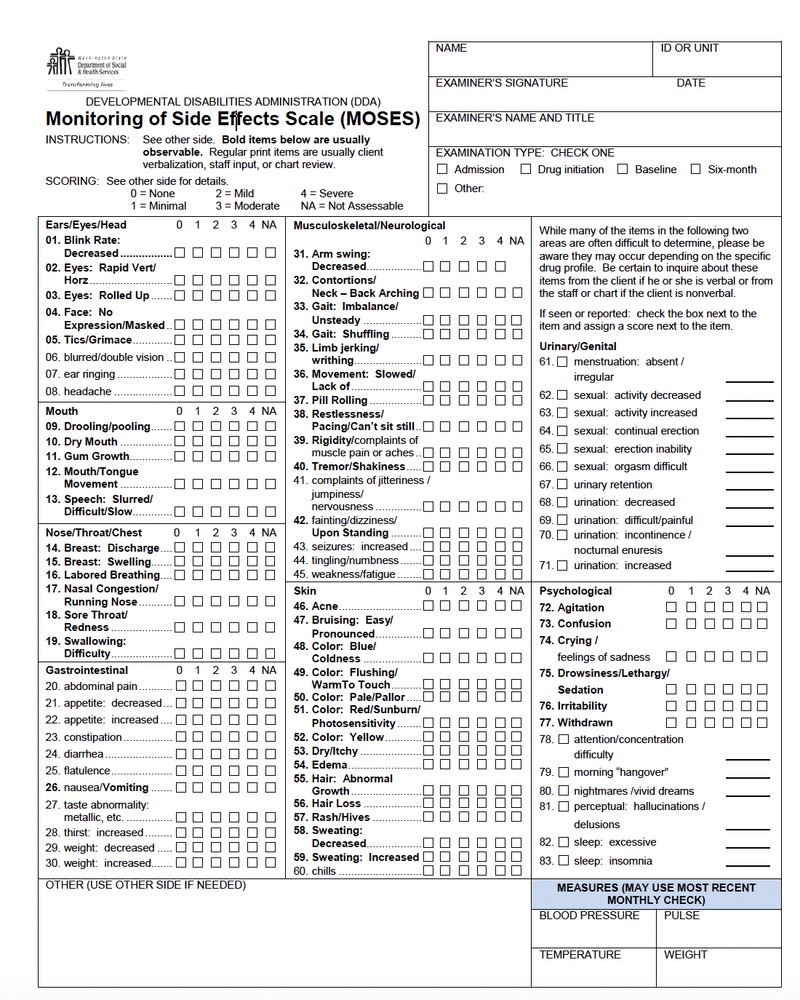 Washington State
Department of Social
& Health Services
Transforming lives
DEVELOPMENTAL DISABILITIES ADMINISTRATION (DDA)
Monitoring of Side Effects Scale (MOSES)
INSTRUCTIONS: See other side. Bold items below are usually
observable. Regular print items are usually client
verbalization, staff input, or chart review.
SCORING: See other side for details.
0 = None 2 = Mild 4 = Severe
1 = Minimal 3 = Moderate NA = Not Assessable
NAME
ID OR UNIT
EXAMINER'S SIGNATURE DATE
EXAMINER'S NAME AND TITLE
EXAMINATION TYPE: CHECK ONE
Admission Drug initiation Baseline Six-month
Other:
Ears/Eyes/Head 0 1 2 3 4 NA
01. Blink Rate:
Decreased
02. Eyes: Rapid Vert/
Horz
03. Eyes: Rolled Up
04. Face: No
Expression/Masked
05. Tics/Grimace
06. blurred/double vision
07. ear ringing
08. headache
Mouth 0 1 2 3 4 NA
09. Drooling/pooling
10. Dry Mouth
11. Gum Growth
12. Mouth/Tongue
Movement
13. Speech: Slurred/
Difficult/Slow
Nose/Throat/Chest 0 1 2 3 4 NA
14. Breast: Discharge
15. Breast: Swelling
16. Labored Breathing
17. Nasal Congestion/
Running Nose
18. Sore Throat/
Redness
19. Swallowing:
Difficulty
Gastrointestinal 0 1 2 3 4 NA
20. abdominal pain
21. appetite: decreased
22. appetite: increased
23. constipation
24. diarrhea
25. flatulence
26. nausea/Vomiting
27. taste abnormality:
metallic, etc.
28. thirst: increased
29. weight: decreased
30. weight: increased
Musculoskeletal/Neurological
0 1 2 3 4 NA
31. Arm swing:
Decreased
32. Contortions/
Neck – Back Arching
33. Gait: Imbalance/
Unsteady
34. Gait: Shuffling
35. Limb jerking/
writhing
36. Movement: Slowed/
Lack of
37. Pill Rolling
38. Restlessness/
Pacing/Can't sit still
39. Rigidity/complaints of
muscle pain or aches
40. Tremor/Shakiness
41. complaints of jitteriness /
jumpiness/
nervousness
42. fainting/dizziness/
Upon Standing
43. seizures: increased
44. tingling/numbness
45. weakness/fatigue
Skin 0 1 2 3 4 NA
46. Acne
47. Bruising: Easy/
Pronounced
48. Color: Blue/
Coldness
49. Color: Flushing/
WarmTo Touch
50. Color: Pale/Pallor
51. Color: Red/Sunburn/
Photosensitivity
52. Color: Yellow
53. Dry/Itchy
54. Edema
55. Hair: Abnormal
Growth
56. Hair Loss
57. Rash/Hives
58. Sweating:
Decreased
59. Sweating: Increased
60. chills
While many of the items in the following two
areas are often difficult to determine, please be
aware they may occur depending on the specific
drug profile. Be certain to inquire about these
items from the client if he or she is verbal or from
the staff or chart if the client is nonverbal.
If seen or reported: check the box next to the
item and assign a score next to the item.
Urinary/Genital
61. menstruation: absent /
irregular
62. sexual: activity decreased
63. sexual: activity increased
64. sexual: continual erection
65. sexual: erection inability
66. sexual: orgasm difficult
67. urinary retention
68. urination: decreased
69. urination: difficult/painful
70. urination: incontinence /
nocturnal enuresis
71. urination: increased
Psychological 0 1 2 3 4 NA
72. Agitation
73. Confusion
74. Crying /
feelings of sadness
75. Drowsiness/Lethargy/
Sedation
76. Irritability
77. Withdrawn
78. attention/concentration
difficulty
79. morning “hangover”
80. nightmares /vivid dreams
81. perceptual: hallucinations /
delusions
82. sleep: excessive
83. sleep: insomnia
OTHER (USE OTHER SIDE IF NEEDED)
MEASURES (MAY USE MOST RECENT
MONTHLY CHECK)
BLOOD PRESSURE PULSE
TEMPERATURE WEIGHT